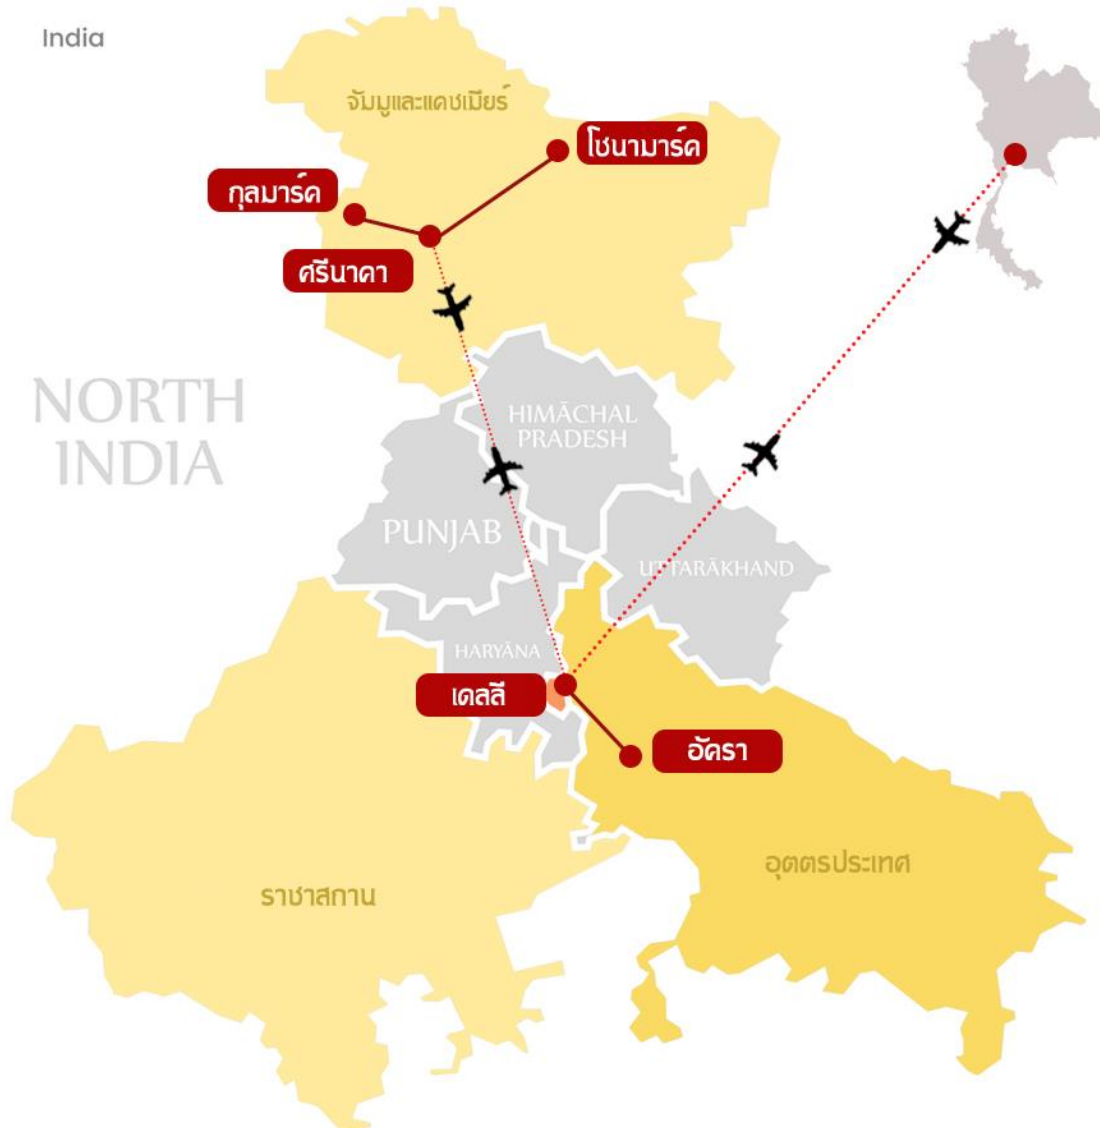 India
จัมมูและแคชเมียร์
โซนามาร์ค
กุลมาร์ค
ศรีนาคา
NORTH
INDIA
HIMĀCHAL
PRADESH
PUNJAB
UTTARĀKHAND
HARYĀNA
เดลลี
อัครา
อุตตรประเทศ
ราชาสถาน